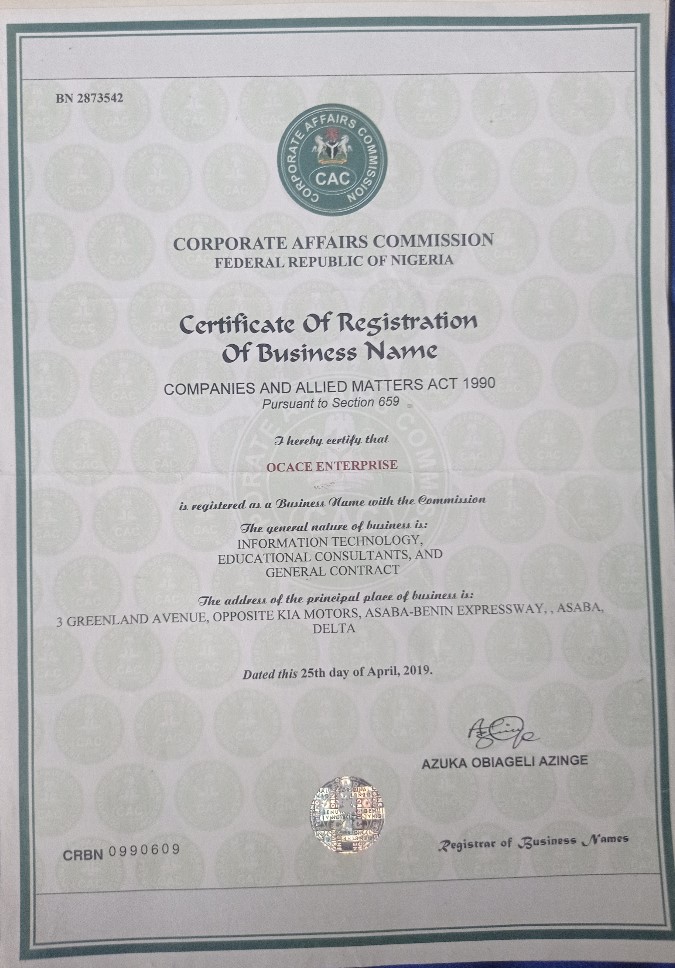 BN 2873542
CORPORATE AFFAIRS COMMISSION
CAC
CORPORATE AFFAIRS COMMISSION
FEDERAL REPUBLIC OF NIGERIA
Certificate Of Registration
Of Business Name
COMPANIES AND ALLIED MATTERS ACT 1990
Pursuant to Section 659
I hereby certify that
OCACE ENTERPRISE
is registered as a Business Name with the Commission
The general nature of business is:
INFORMATION TECHNOLOGY,
EDUCATIONAL CONSULTANTS, AND
GENERAL CONTRACT
The address of the principal place of business is:
3 GREENLAND AVENUE, OPPOSITE KIA MOTORS, ASABA-BENIN EXPRESSWAY, , ASABA,
DELTA
Dated this 25th day of April, 2019.
AZUKA OBIAGELI AZINGE
CRBN 0990609
Registrar of Business Names